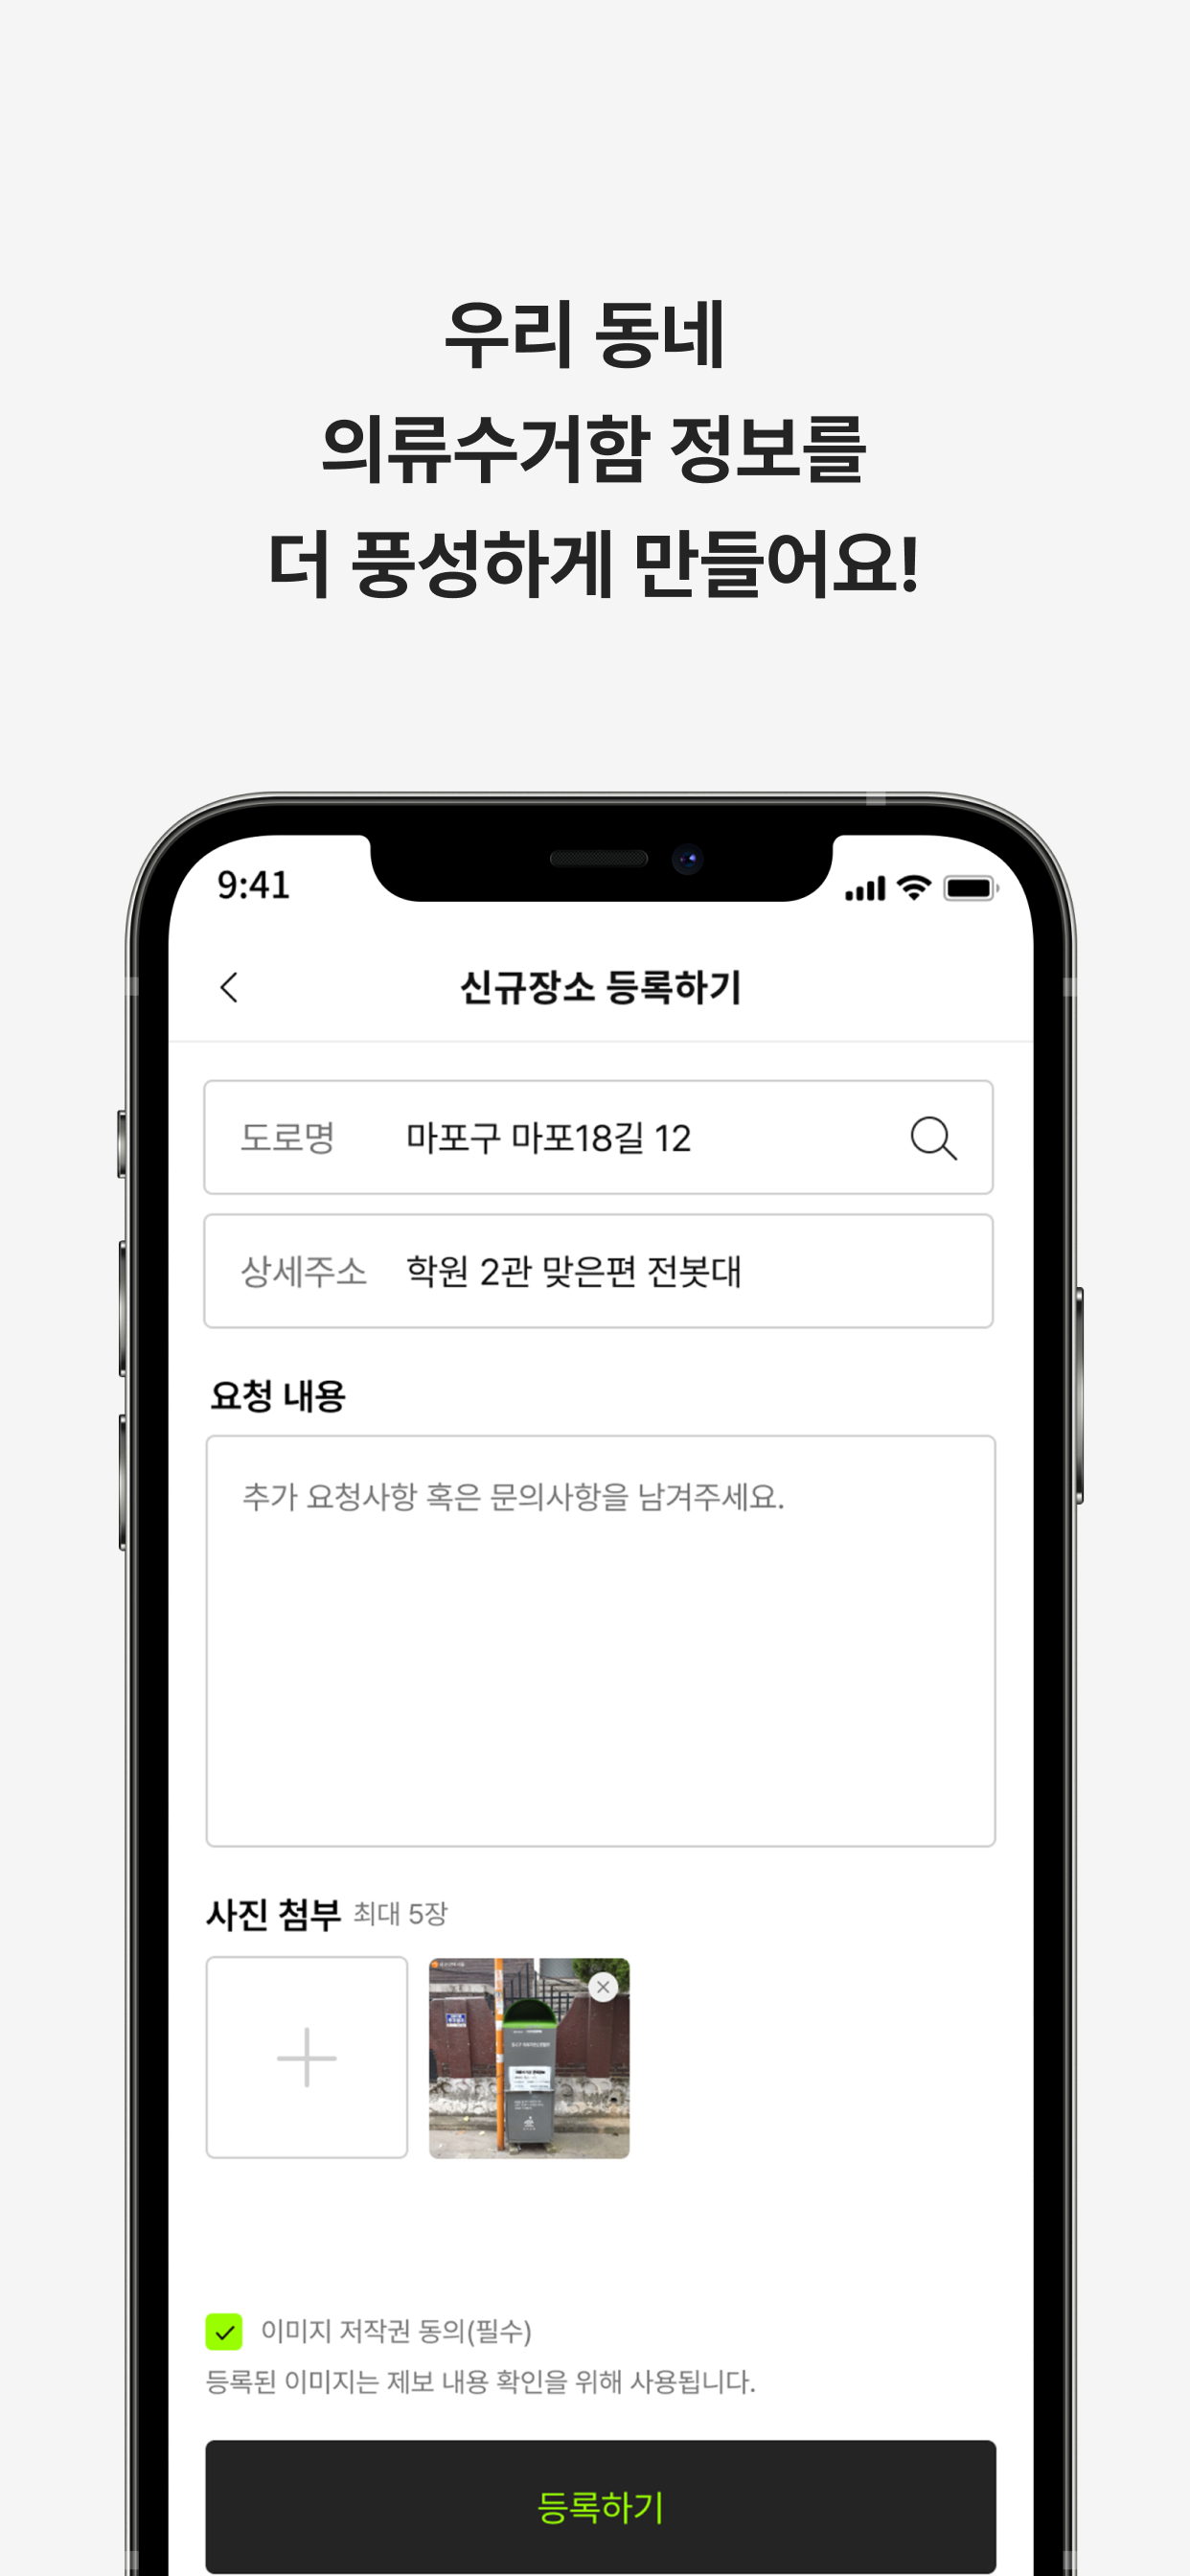 우리 동네
의류수거함 정보를
더 풍성하게 만들어요!
9:41
신규장소 등록하기
도로명 마포구 마포18길 12
상세주소 학원 2관 맞은편 전봇대
요청 내용
추가 요청사항 혹은 문의사항을 남겨주세요.
사진 첨부 최대 5장
이미지 저작권 동의(필수)
등록된 이미지는 제보 내용 확인을 위해 사용됩니다.
등록하기